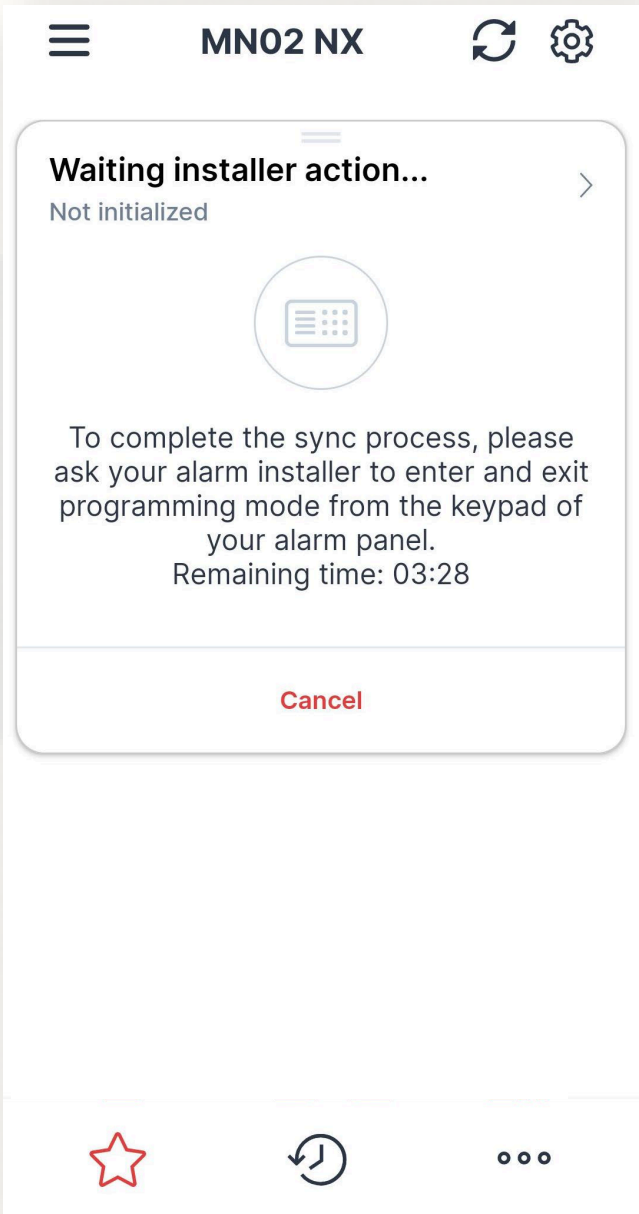 MN02 NX
Waiting installer action...
Not initialized
To complete the sync process, please
ask your alarm installer to enter and exit
programming mode from the keypad of
your alarm panel.
Remaining time: 03:28
Cancel